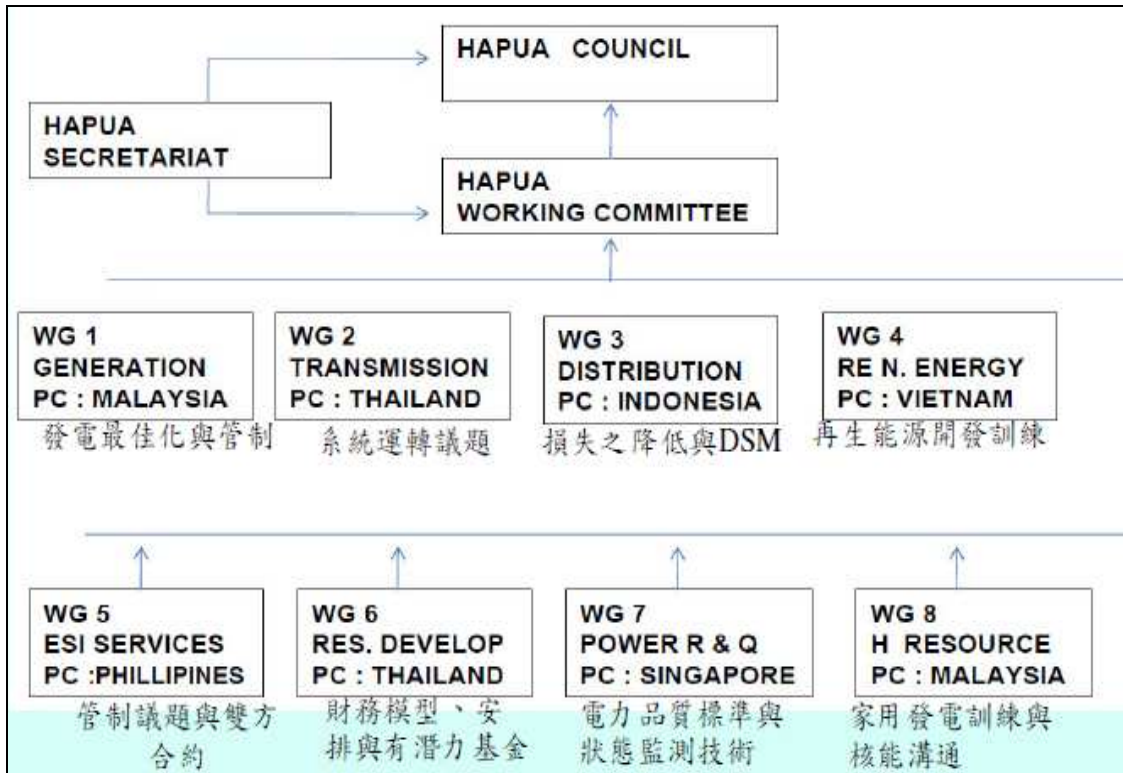 HAPUA COUNCIL
HAPUA
SECRETARIAT
HAPUA
WORKING COMMITTEE
WG 1
GENERATION
PC : MALAYSIA
發電最佳化與管制
WG 2
TRANSMISSION
PC : THAILAND
系統運轉議題
WG 3
DISTRIBUTION
PC : INDONESIA
損失之降低與DSM
WG 4
RE N. ENERGY
PC : VIETNAM
再生能源開發訓練
WG 5
ESI SERVICES
PC :PHILLIPINES
管制議題與雙方
合約
WG 6
RES. DEVELOP
PC : THAILAND
財務模型、安
排與有潛力基金
WG 7
POWER R & Q
PC : SINGAPORE
電力品質標準與
狀態監測技術
WG 8
H RESOURCE
PC : MALAYSIA
家用發電訓練與
核能溝通